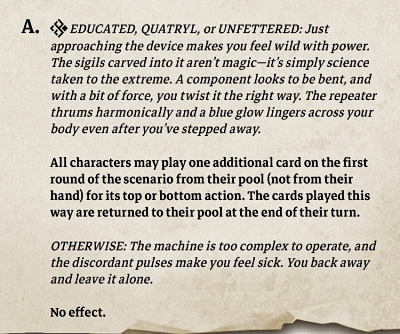 A. EDUCATED, QUATRYL, or UNFETTERED: Just
approaching the device makes you feel wild with power.
The sigils carved into it aren't magic—it's simply science
taken to the extreme. A component looks to be bent, and
with a bit of force, you twist it the right way. The repeater
thrums harmonically and a blue glow lingers across your
body even after you've stepped away.
All characters may play one additional card on the first
round of the scenario from their pool (not from their
hand) for its top or bottom action. The cards played this
way are returned to their pool at the end of their turn.
OTHERWISE: The machine is too complex to operate, and
the discordant pulses make you feel sick. You back away
and leave it alone.
No effect.